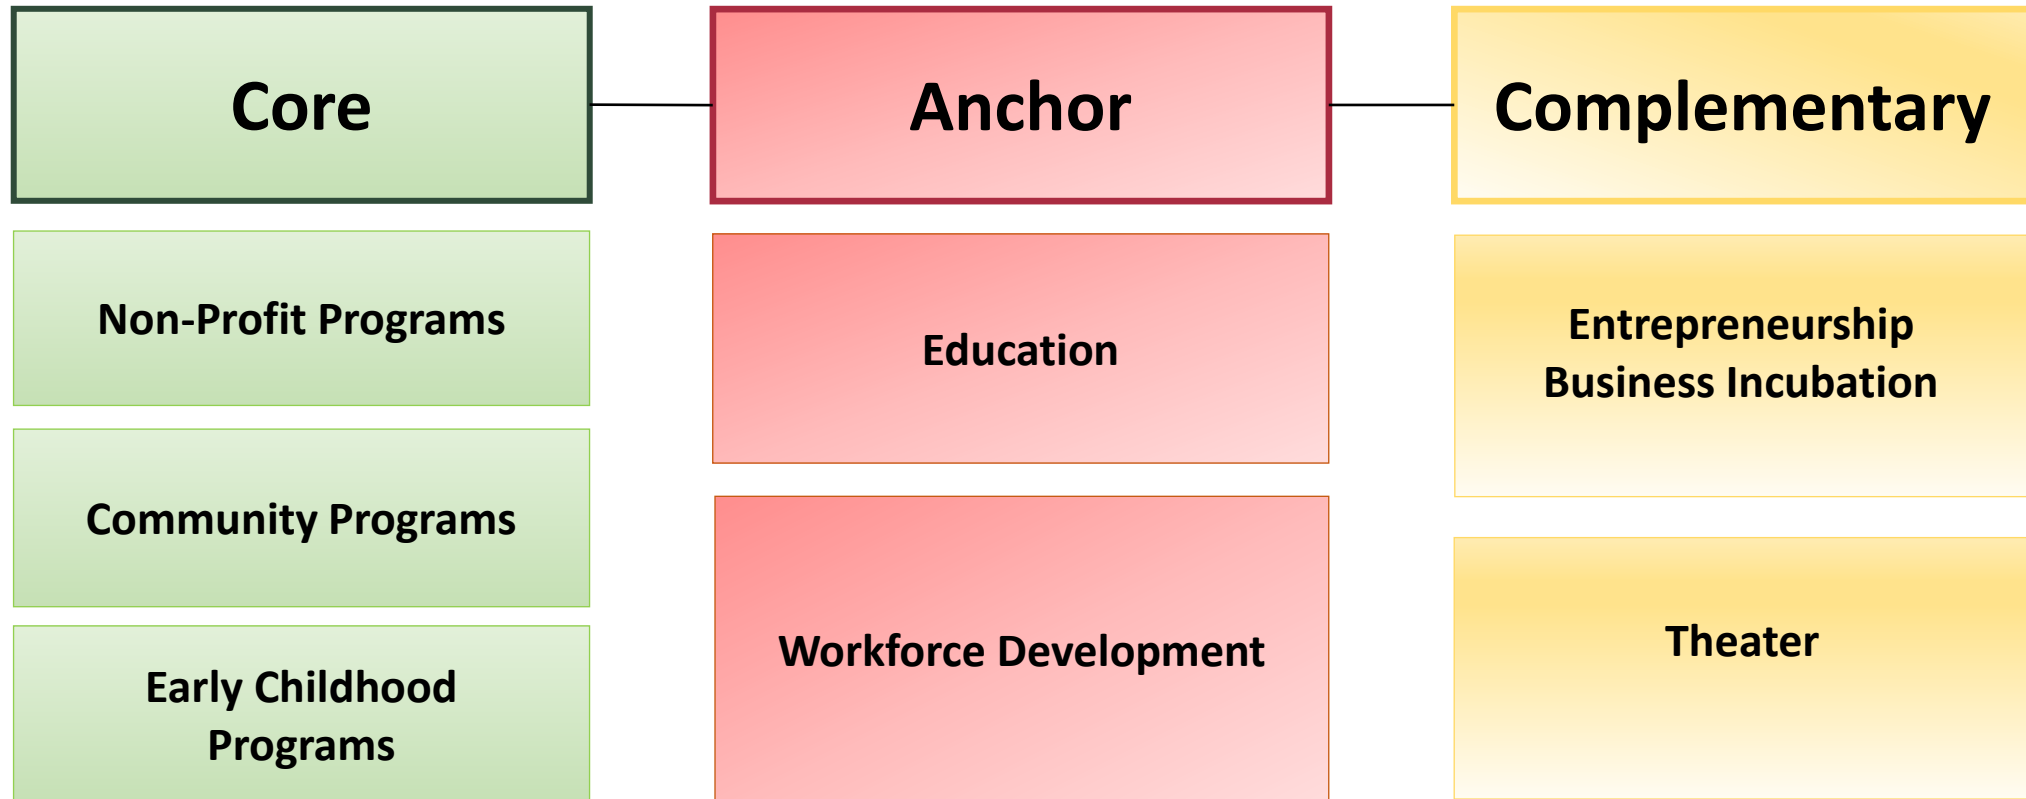 Core
Anchor
Complementary
Non-Profit Programs
Community Programs
Early Childhood
Programs
Education
Workforce Development
Entrepreneurship
Business Incubation
Theater